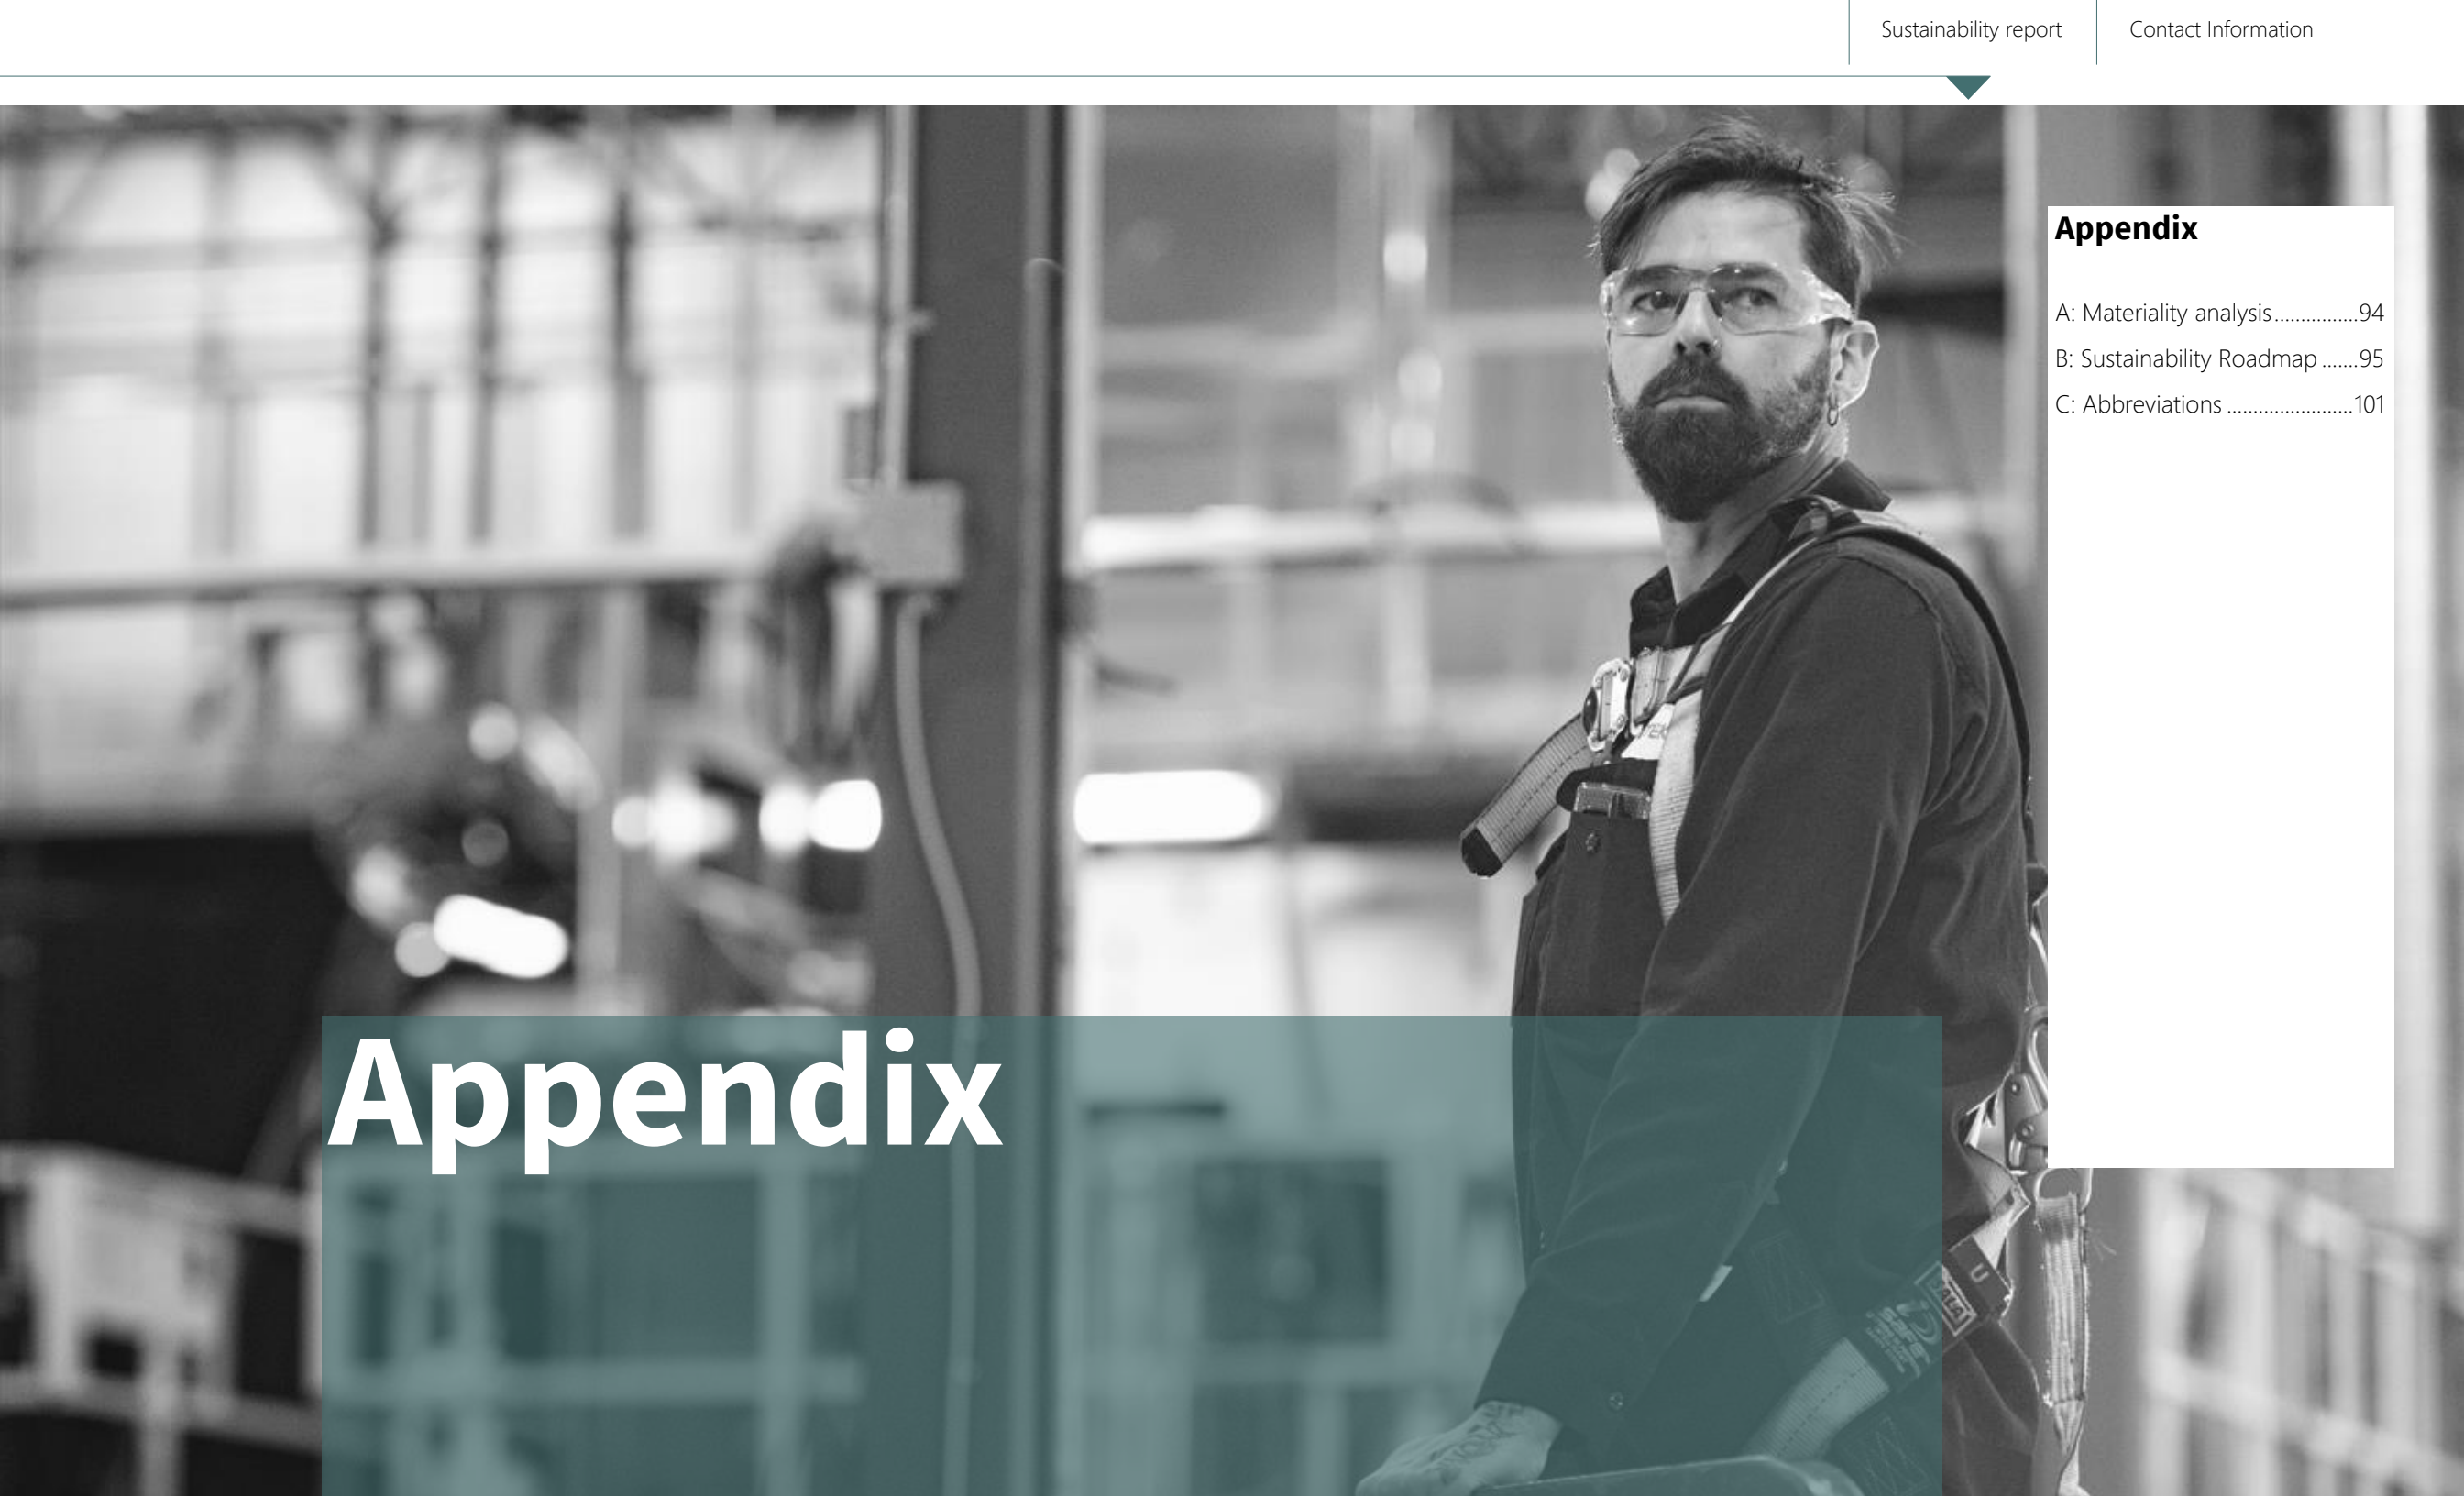 Sustainability report
Contact Information
Appendix
A: Materiality analysis...............94
B: Sustainability Roadmap.......95
C: Abbreviations........................101
Appendix
U